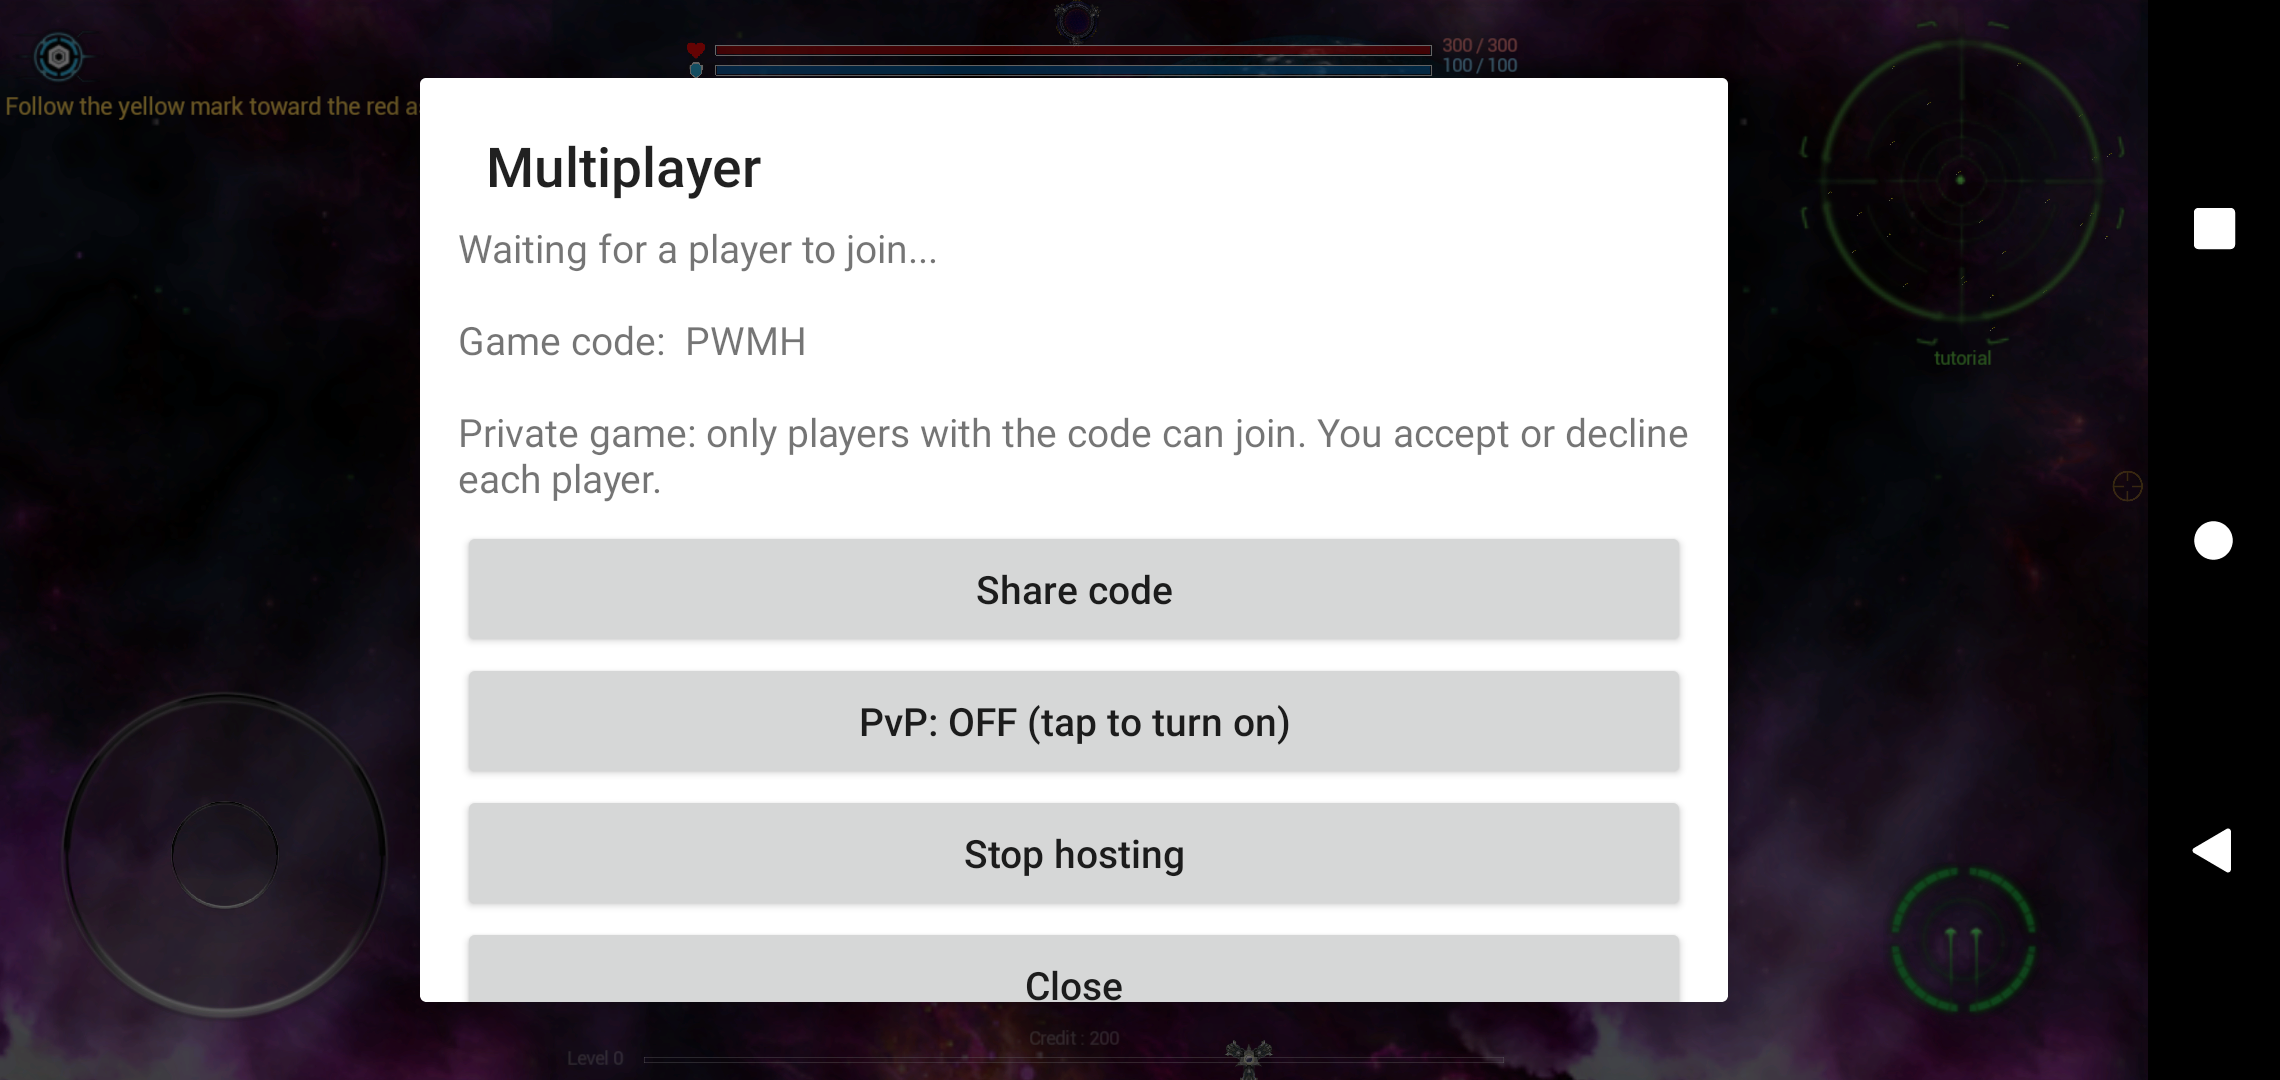 300 / 300
100 / 100
Follow the yellow mark toward the red a
Multiplayer
Waiting for a player to join...
Game code: PWMH
Private game: only players with the code can join. You accept or decline
each player.
Share code
PvP: OFF (tap to turn on)
Stop hosting
Close
tutorial
Credit : 200
Level 0